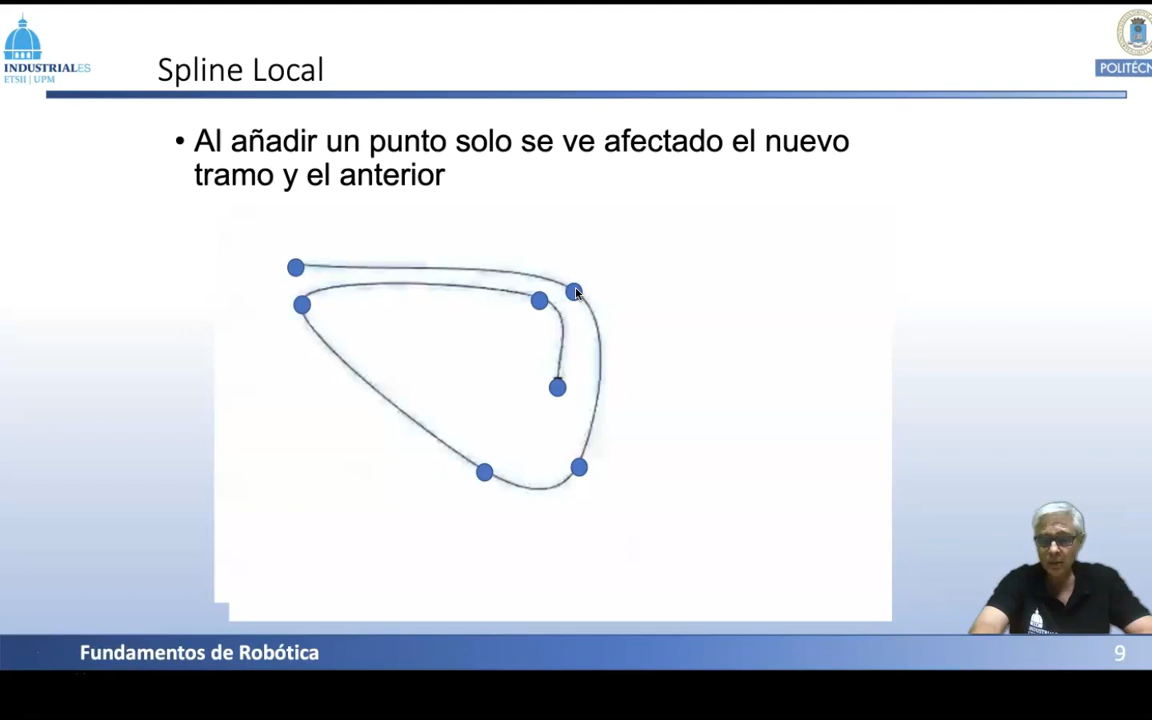 INDUSTRIALES
ETSII | UPM
Spline Local
POLITÉCN
• Al añadir un punto solo se ve afectado el nuevo
tramo y el anterior
Fundamentos de Robótica
9